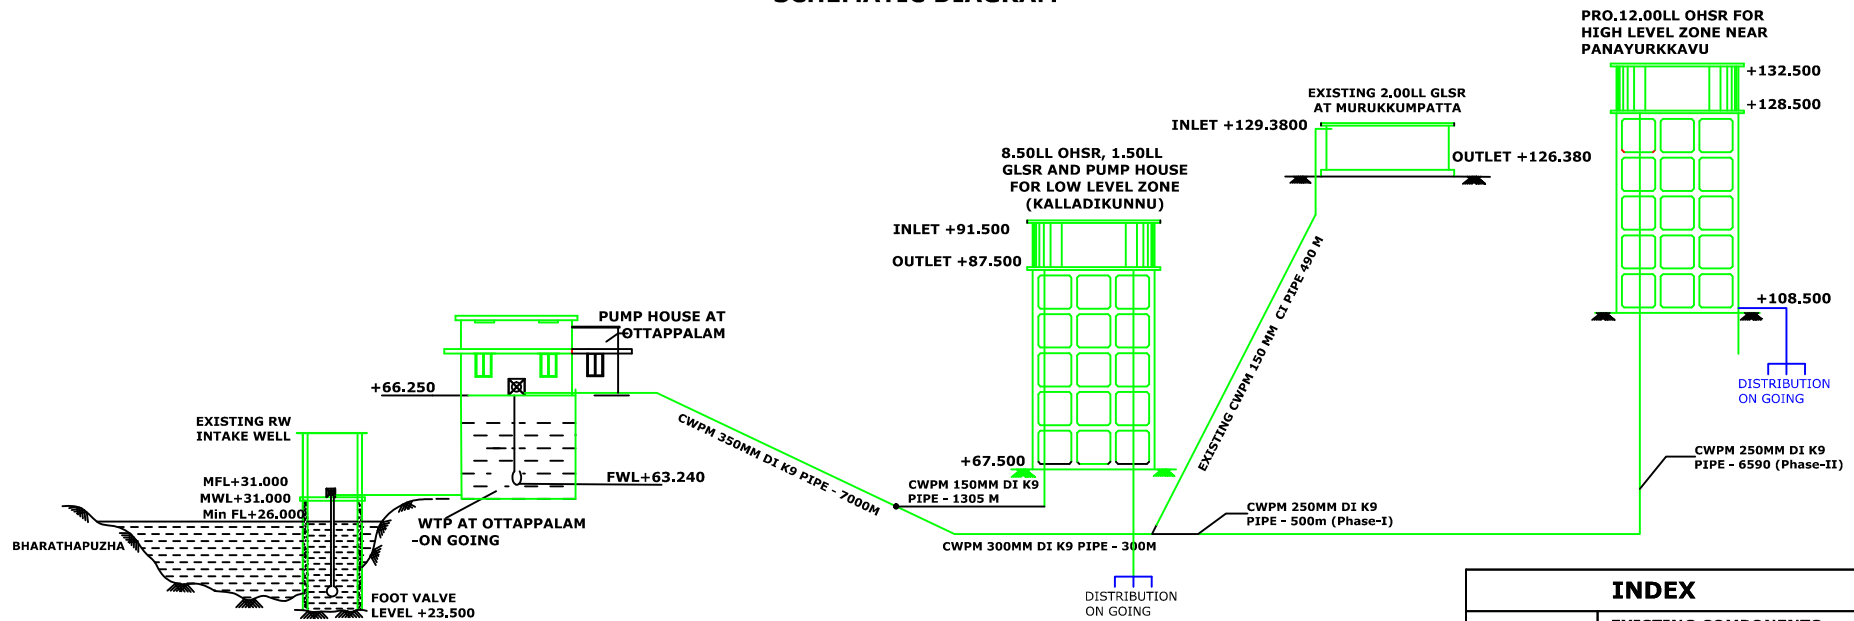 SCHEMATIC DIAGRAM
PRO.12.00LL OHSR FOR
HIGH LEVEL ZONE NEAR
PANAYURKKAVU
+132.500
+128.500
EXISTING 2.00LL GLSR
AT MURUKKUMPATTA
INLET +129.3800
OUTLET +126.380
8.50LL OHSR, 1.50LL
GLSR AND PUMP HOUSE
FOR LOW LEVEL ZONE
(KALLADIKUNNU)
INLET +91.500
OUTLET +87.500
+67.500
EXISTING CWPM 150 MM CI PIPE 490 M
+108.500
DISTRIBUTION
ON GOING
PUMP HOUSE AT
OTTAPPALAM
+66.250
FWL+63.240
WTP AT OTTAPPALAM
-ON GOING
EXISTING RW
INTAKE WELL
MFL+31.000
MWL+31.000
Min FL+26.000
BHARATHAPUZHA
FOOT VALVE
LEVEL +23.500
CWPM 350MM DI K9 PIPE - 7000M
CWPM 150MM DI K9
PIPE - 1305 M
CWPM 300MM DI K9 PIPE - 300M
CWPM 250MM DI K9
PIPE - 500m (Phase-I)
CWPM 250MM DI K9
PIPE - 6590 (Phase-II)
DISTRIBUTION
ON GOING
INDEX
EXISTING COMPONENTS